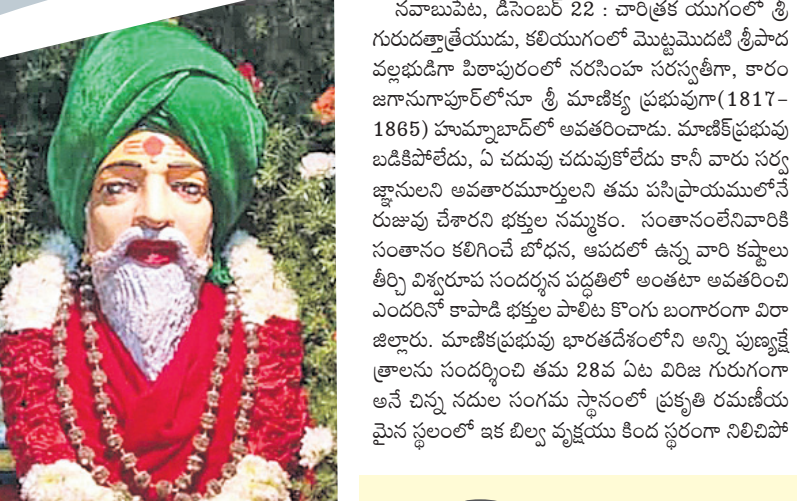 నవాబుపేట, డిసెంబర్ 22 : చారిత్రక యుగంలో శ్రీ
గురుదత్తాత్రేయుడు, కలియుగంలో మొట్టమొదటి శ్రీపాద
వల్లభుడిగా పిఠాపురంలో నరసింహ సరస్వతీగా, కారం
జగానుగాపూర్‌లోనూ శ్రీ మాణిక్య ప్రభువుగా(1817–
1865) హుమ్నాబాద్‌లో అవతరించాడు. మాణిక్‌ప్రభువు
బడికిపోలేదు, ఏ చదువు చదువుకోలేదు కానీ వారు సర్వ
జ్ఞానులని అవతారమూర్తులని తమ పసిప్రాయములోనే
రుజువు చేశారని భక్తుల నమ్మకం. సంతానంలేనివారికి
సంతానం కలిగించే బోధన, ఆపదలో ఉన్న వారి కష్టాలు
తీర్చి విశ్వరూప సందర్శన పద్ధతిలో అంతటా అవతరించి
ఎందరినో కాపాడి భక్తుల పాలిట కొంగు బంగారంగా విరా
జిల్లారు. మాణికప్రభువు భారతదేశంలోని అన్ని పుణ్యక్షే
త్రాలను సందర్శించి తమ 28వ ఏట విరిజ గురుగంగా
అనే చిన్న నదుల సంగమ స్థానంలో ప్రకృతి రమణీయ
మైన స్థలంలో ఇక బిల్వ వృక్షయు కింద స్థరంగా నిలిచిపో